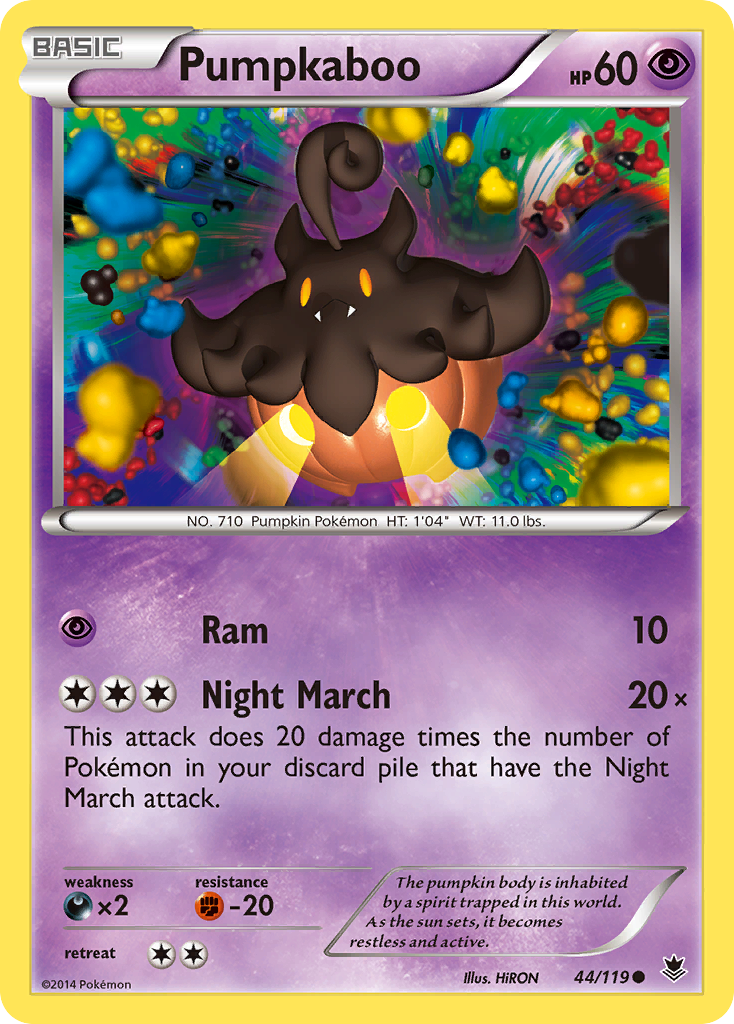 BASIC
Pumpkaboo
HP60
NO. 710 Pumpkin Pokémon HT: 1'04" WT: 11.0 lbs.
Ram 10
Night March 20×
This attack does 20 damage times the number of
Pokémon in your discard pile that have the Night
March attack.
weakness resistance
×2 -20
The pumpkin body is inhabited
by a spirit trapped in this world.
As the sun sets, it becomes
restless and active.
retreat
©2014 Pokémon
Illus. HiRON 44/119